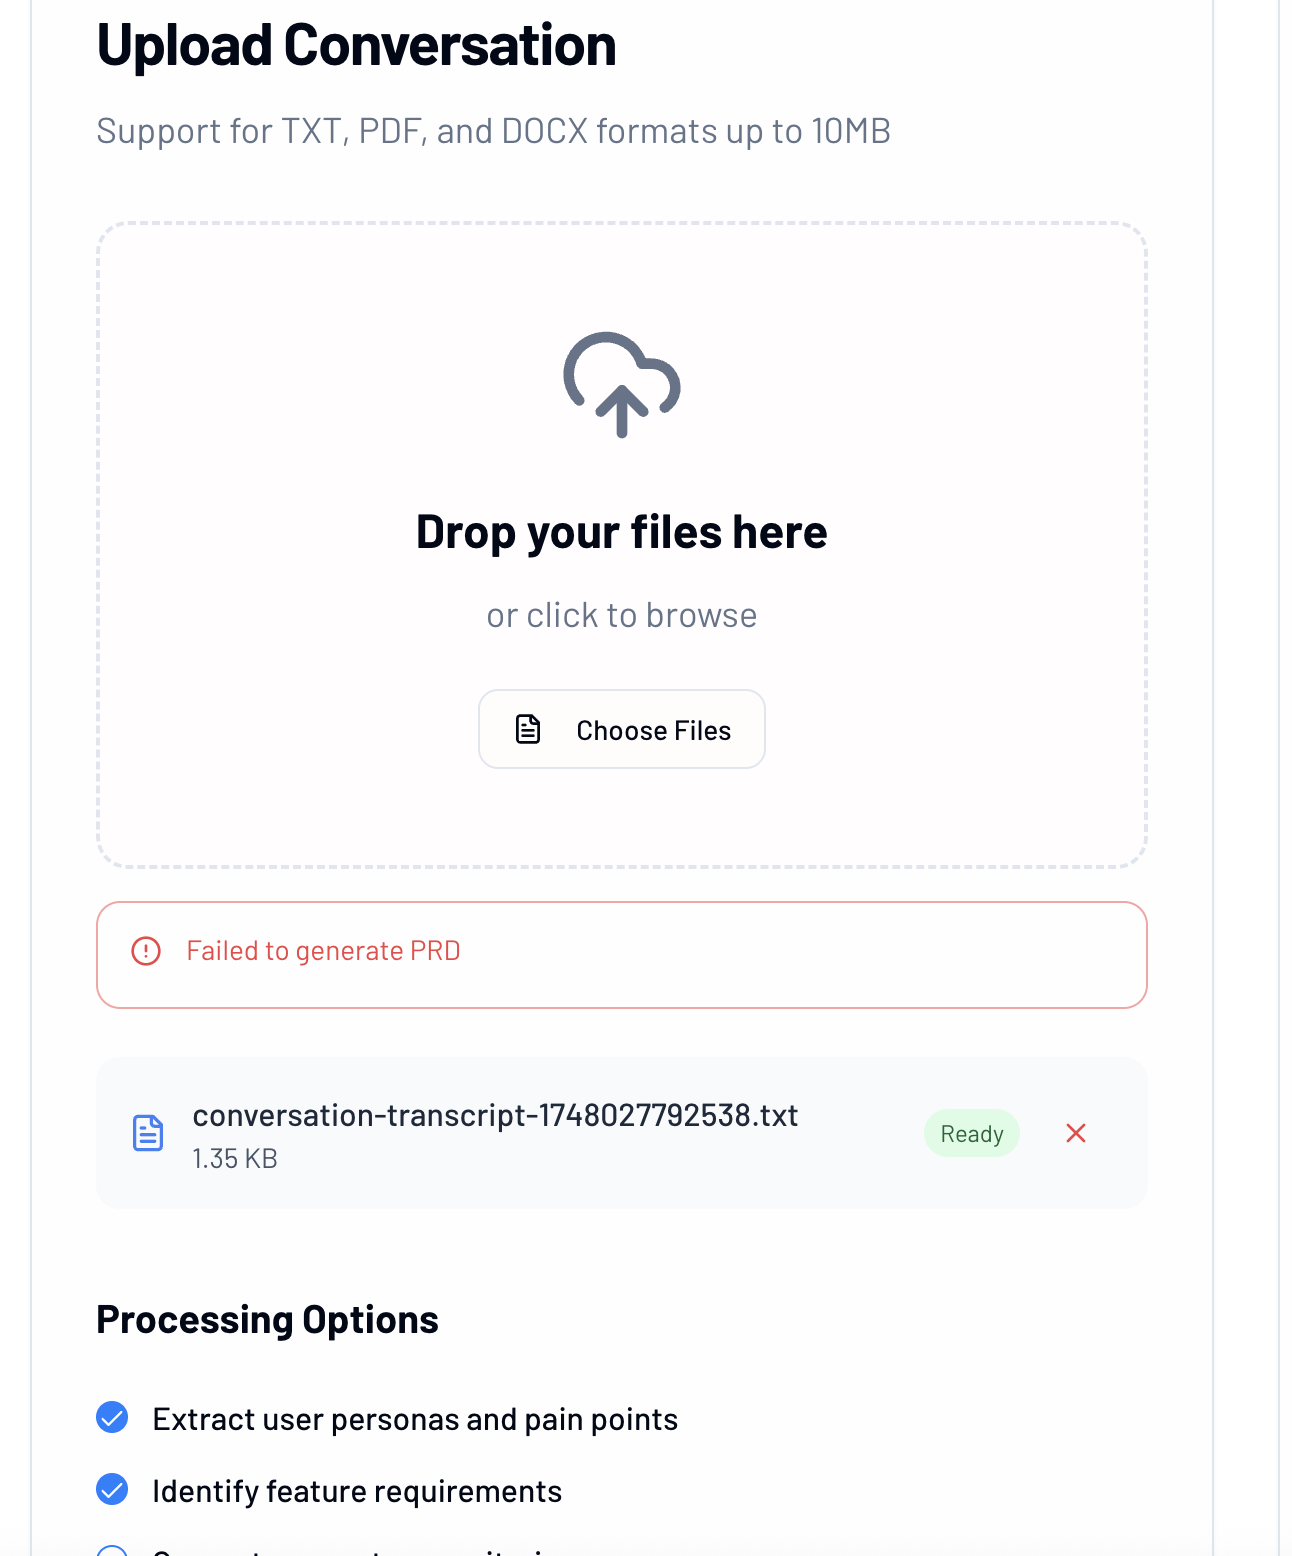 Upload Conversation
Support for TXT, PDF, and DOCX formats up to 10MB
Drop your files here
or click to browse
Choose Files
Failed to generate PRD
conversation-transcript-1748027792538.txt
1.35 KB
Ready
Processing Options
Extract user personas and pain points
Identify feature requirements